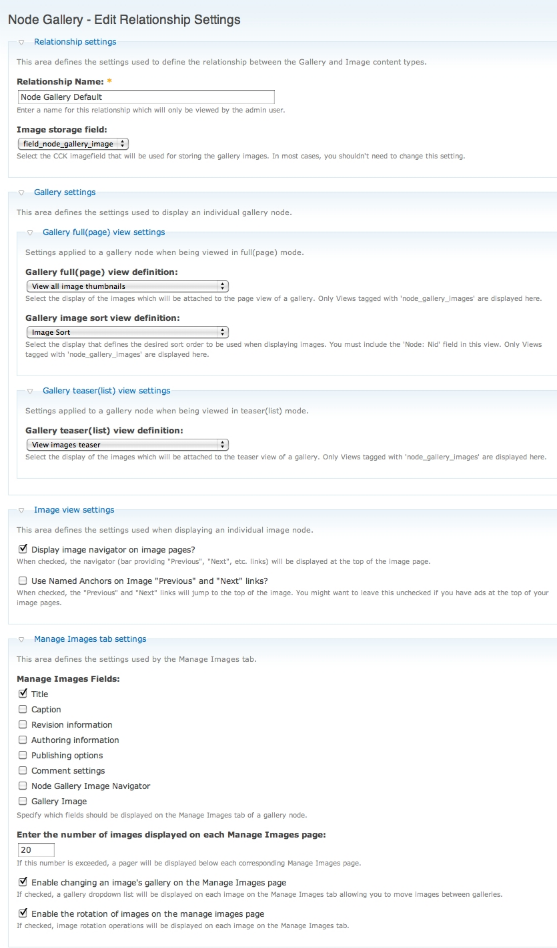 Node Gallery - Edit Relationship Settings
Relationship settings
This area defines the settings used to define the relationship between the Gallery and Image content types.
Relationship Name: *
Node Gallery Default
Enter a name for this relationship which will only be viewed by the admin user.
Image storage field:
field_node_gallery_image
Select the CCK imagefield that will be used for storing the gallery images. In most cases, you shouldn't need to change this setting.
Gallery settings
This area defines the settings used to display an individual gallery node.
Gallery full(page) view settings
Settings applied to a gallery node when being viewed in full(page) mode.
Gallery full(page) view definition:
View all image thumbnails
Select the display of the images which will be attached to the page view of a gallery. Only Views tagged with 'node_gallery_images' are displayed here.
Gallery image sort view definition:
Image Sort
Select the display that defines the desired sort order to be used when displaying images. You must include the 'Node: Nid' field in this view. Only Views
tagged with 'node_gallery_images' are displayed here.
Gallery teaser(list) view settings
Settings applied to a gallery node when being viewed in teaser(list) mode.
Gallery teaser(list) view definition:
View images teaser
Select the display of the images which will be attached to the teaser view of a gallery. Only Views tagged with 'node_gallery_images' are displayed here.
Image view settings
This area defines the settings used when displaying an individual image node.
Display image navigator on image pages?
When checked, the navigator (bar providing "Previous", "Next", etc. links) will be displayed at the top of the image page.
Use Named Anchors on Image "Previous" and "Next" links?
When checked, the "Previous" and "Next" links will jump to the top of the image. You might want to leave this unchecked if you have ads at the top of your
image pages.
Manage Images tab settings
This area defines the settings used by the Manage Images tab.
Manage Images Fields:
Title
Caption
Revision information
Authoring information
Publishing options
Comment settings
Node Gallery Image Navigator
Gallery Image
Specify which fields should be displayed on the Manage Images tab of a gallery node.
Enter the number of images displayed on each Manage Images page:
20
If this number is exceeded, a pager will be displayed below each corresponding Manage Images page.
Enable changing an image's gallery on the Manage Images page
If checked, a gallery dropdown list will be displayed on each image on the Manage Images tab allowing you to move images between galleries.
Enable the rotation of images on the manage images page
If checked, image rotation operations will be displayed on each image on the Manage Images tab.